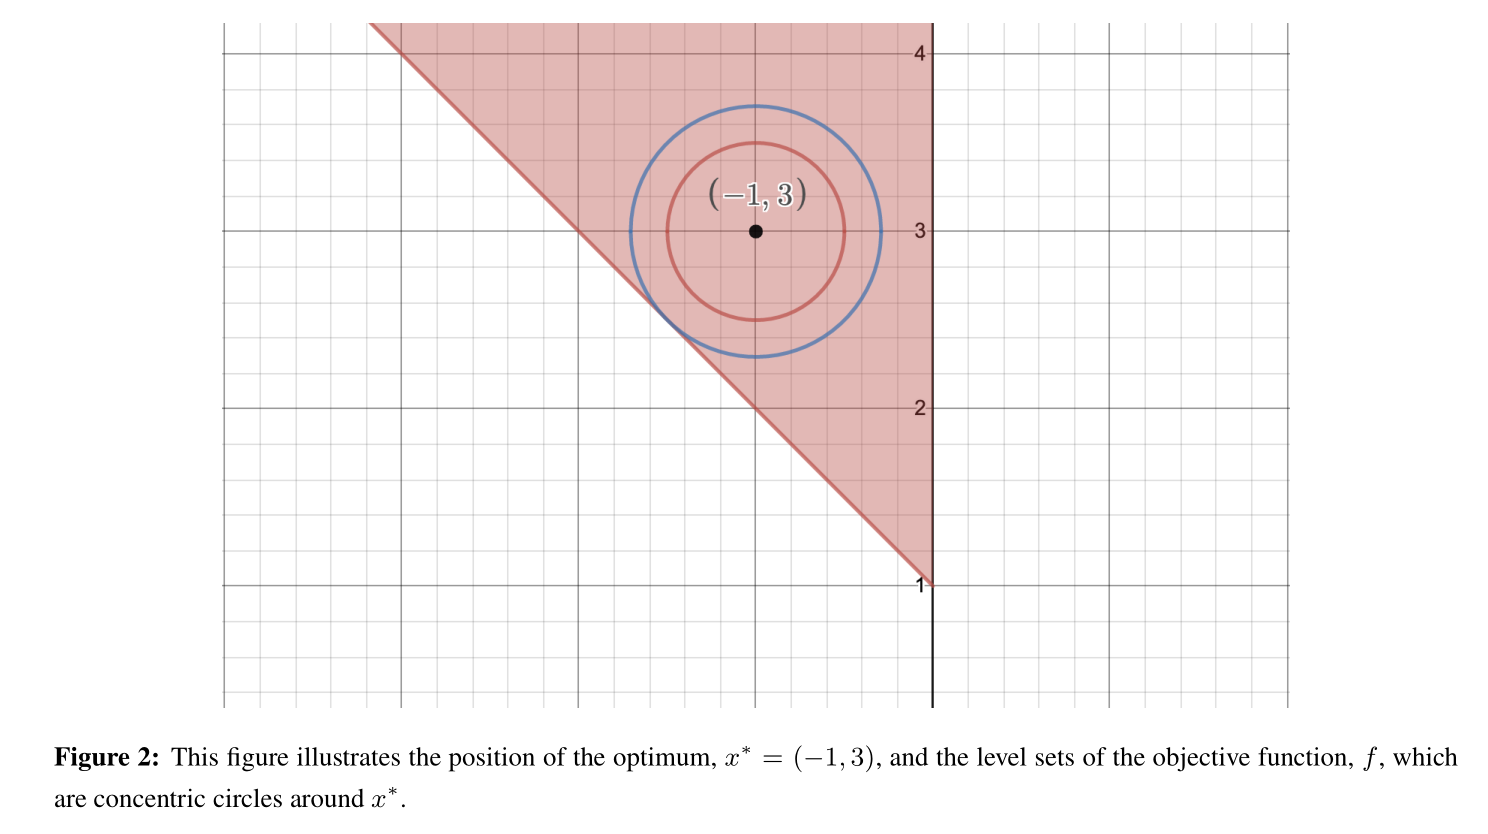 4
(−1, 3)
3
2
1
Figure 2: This figure illustrates the position of the optimum, x* = (−1, 3), and the level sets of the objective function, f, which
are concentric circles around x*.